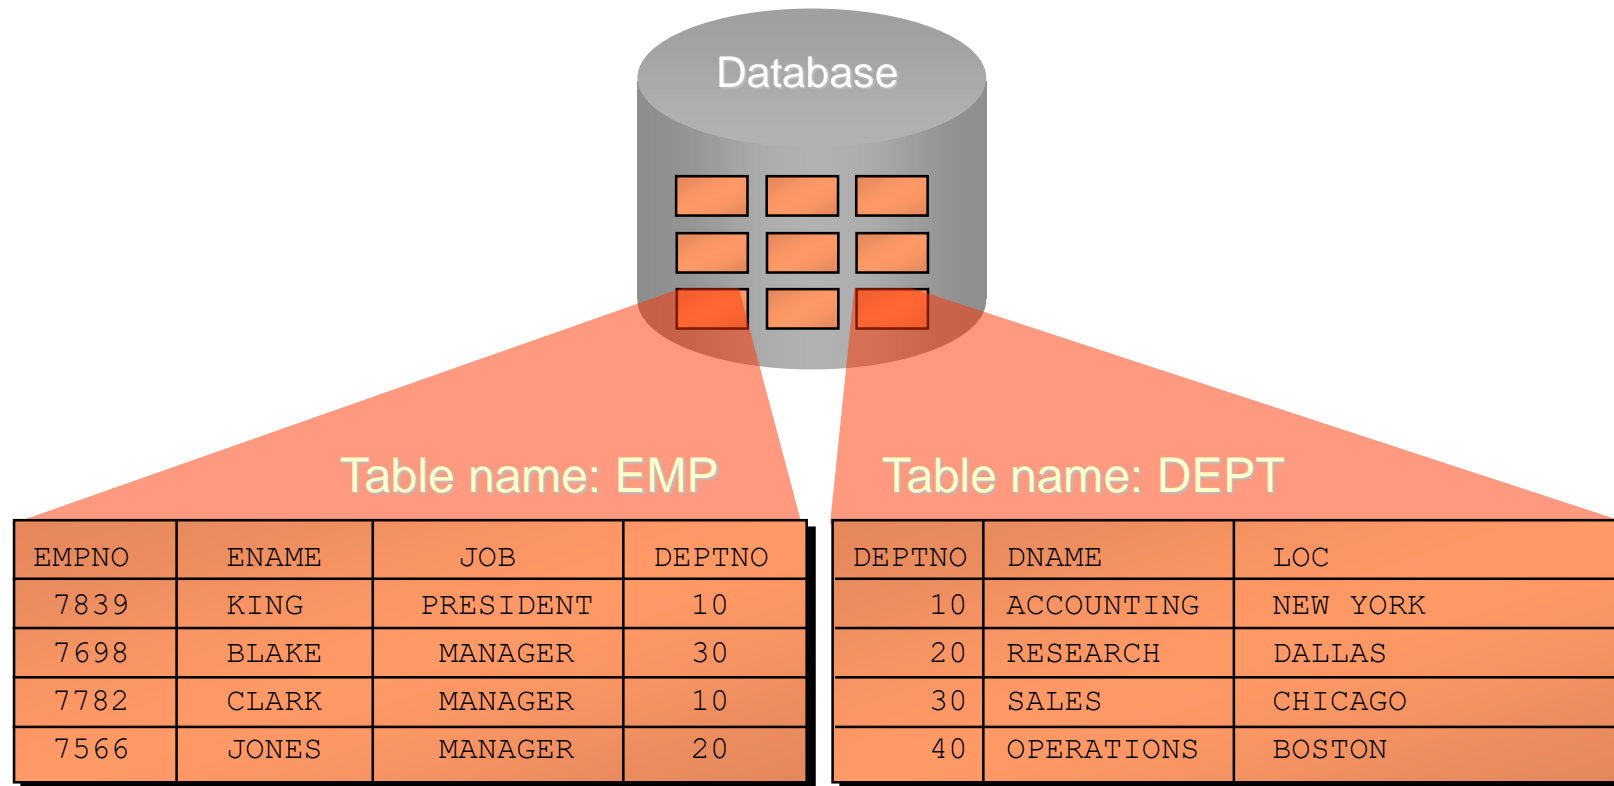 Database
Table name: EMP
Table name: DEPT
EMPNO ENAME JOB DEPTNO
7839 KING PRESIDENT 10
7698 BLAKE MANAGER 30
7782 CLARK MANAGER 10
7566 JONES MANAGER 20
DEPTNO DNAME LOC
10 ACCOUNTING NEW YORK
20 RESEARCH DALLAS
30 SALES CHICAGO
40 OPERATIONS BOSTON